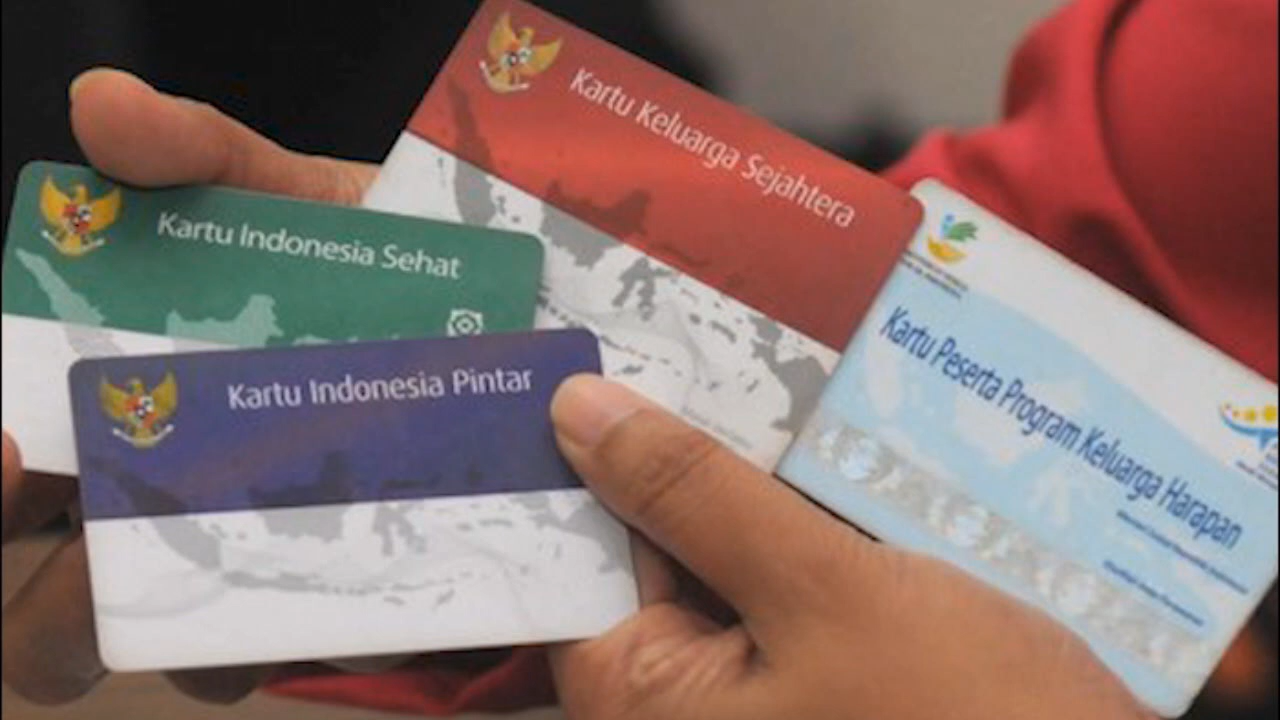 Kartu Keluarga Sejahtera
Kartu Indonesia Sehat
Kartu Indonesia Pintar
Kartu Peserta Program Keluarga Harapan